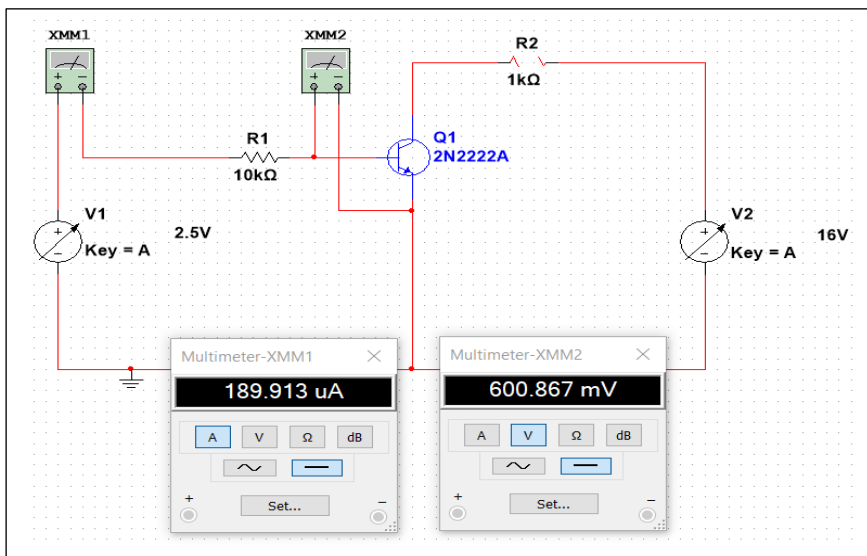 XMM1
XMM2
R2
1kΩ
R1
10kΩ
Q1
2N2222A
V1
Key = A
2.5V
V2
Key = A
16V
Multimeter-XMM1
189.913 uA
A V Ω dB
Set...
Multimeter-XMM2
600.867 mV
A V Ω dB
Set...